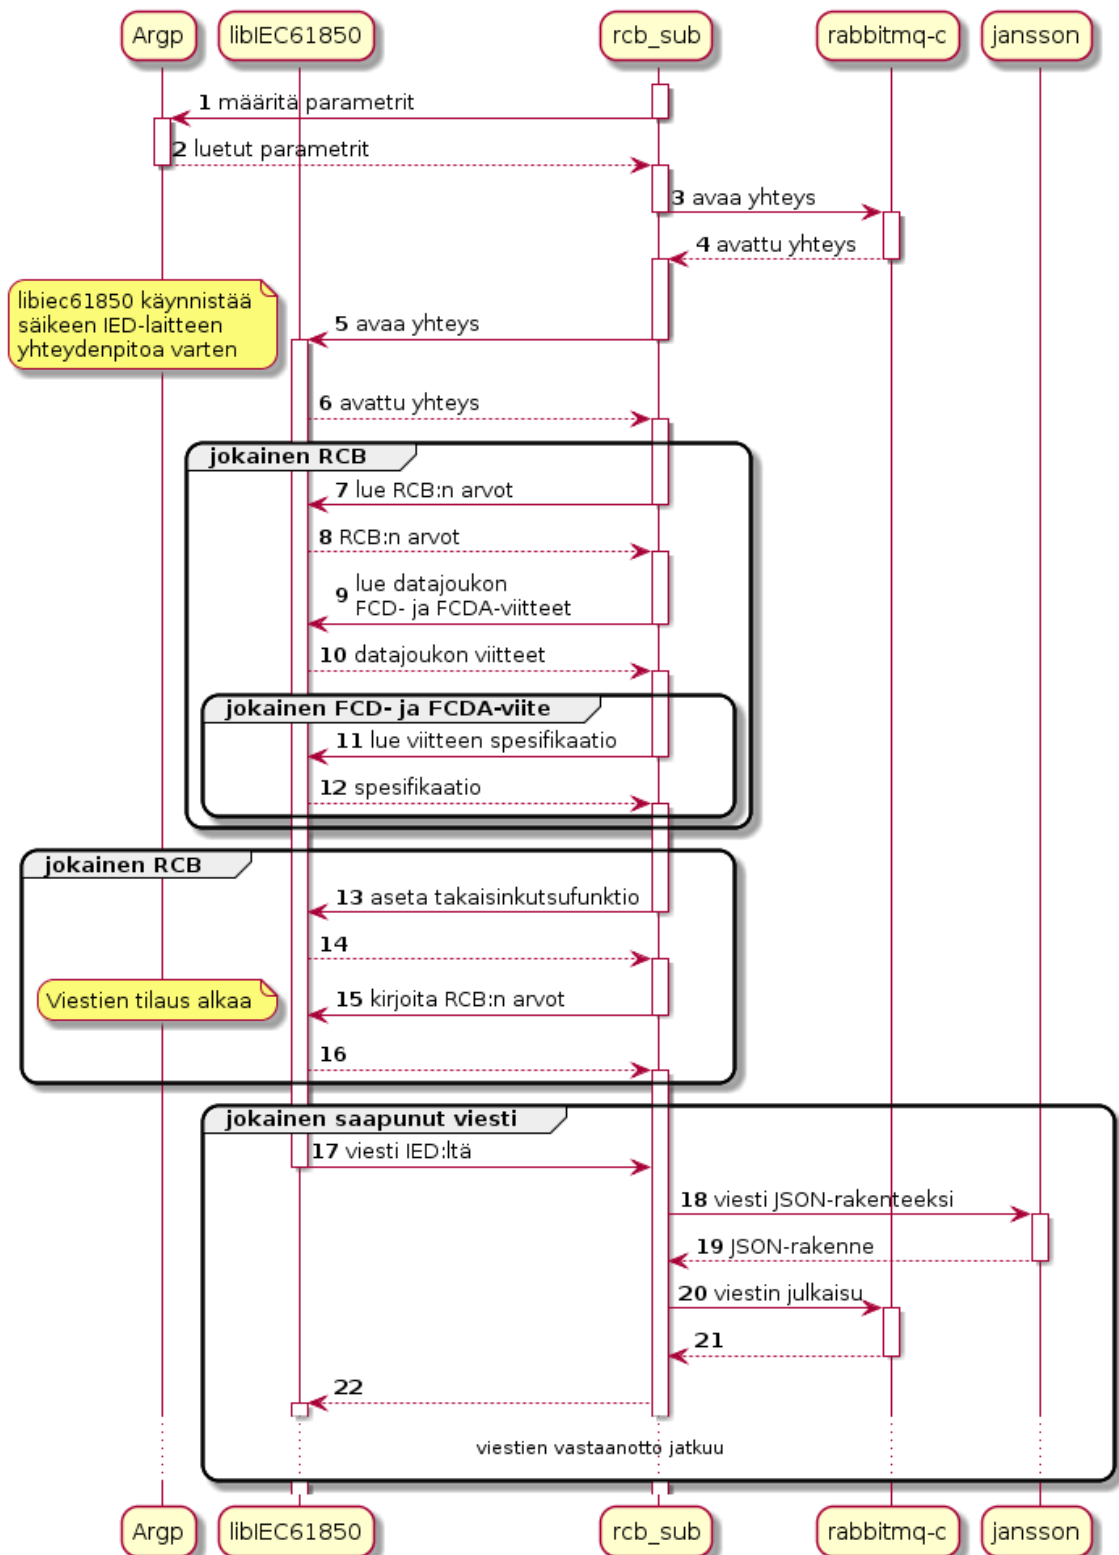 Argp
libIEC61850
rcb_sub
rabbitmq-c
jansson
1 määritä parametrit
2 luetut parametrit
3 avaa yhteys
4 avattu yhteys
libiec61850 käynnistää
säikeen IED-laitteen
yhteydenpitoa varten
5 avaa yhteys
6 avattu yhteys
jokainen RCB
7 lue RCB:n arvot
8 RCB:n arvot
9 lue datajoukon
FCD- ja FCDA-viitteet
10 datajoukon viitteet
jokainen FCD- ja FCDA-viite
11 lue viitteen spesifikaatio
12 spesifikaatio
jokainen RCB
13 aseta takaisinkutsufunktio
14
Viestien tilaus alkaa
15 kirjoita RCB:n arvot
16
jokainen saapunut viesti
17 viesti IED:ltä
18 viesti JSON-rakenteeksi
19 JSON-rakenne
20 viestin julkaisu
21
22
viestien vastaanotto jatkuu
Argp
libIEC61850
rcb_sub
rabbitmq-c
jansson